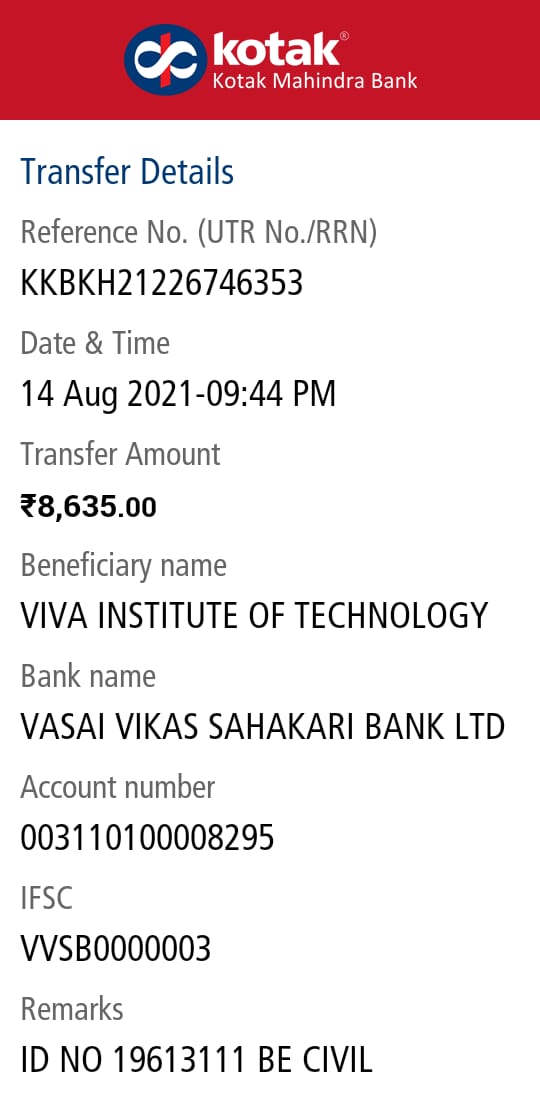 kotak®
Kotak Mahindra Bank
Transfer Details
Reference No. (UTR No./RRN)
KKBKH21226746353
Date & Time
14 Aug 2021-09:44 PM
Transfer Amount
₹8,635.00
Beneficiary name
VIVA INSTITUTE OF TECHNOLOGY
Bank name
VASAI VIKAS SAHAKARI BANK LTD
Account number
003110100008295
IFSC
VVSB0000003
Remarks
ID NO 19613111 BE CIVIL